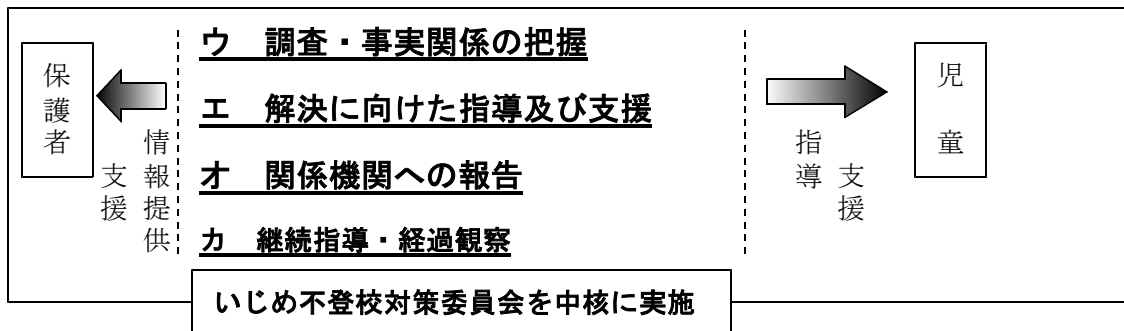 保護者
情報提供
支援
ウ 調査・事実関係の把握
エ 解決に向けた指導及び支援
オ 関係機関への報告
カ 継続指導・経過観察
いじめ不登校対策委員会を中核に実施
指導
支援
児童